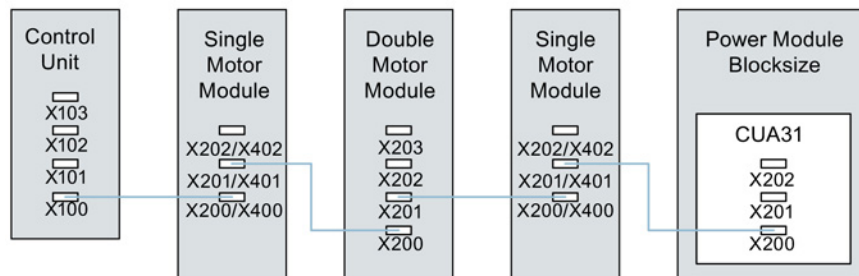 Control
Unit
X103
X102
X101
X100
Single
Motor
Module
X202/X402
X201/X401
X200/X400
Double
Motor
Module
X203
X202
X201
X200
Single
Motor
Module
X202/X402
X201/X401
X200/X400
Power Module
Blocksize
CUA31
X202
X201
X200